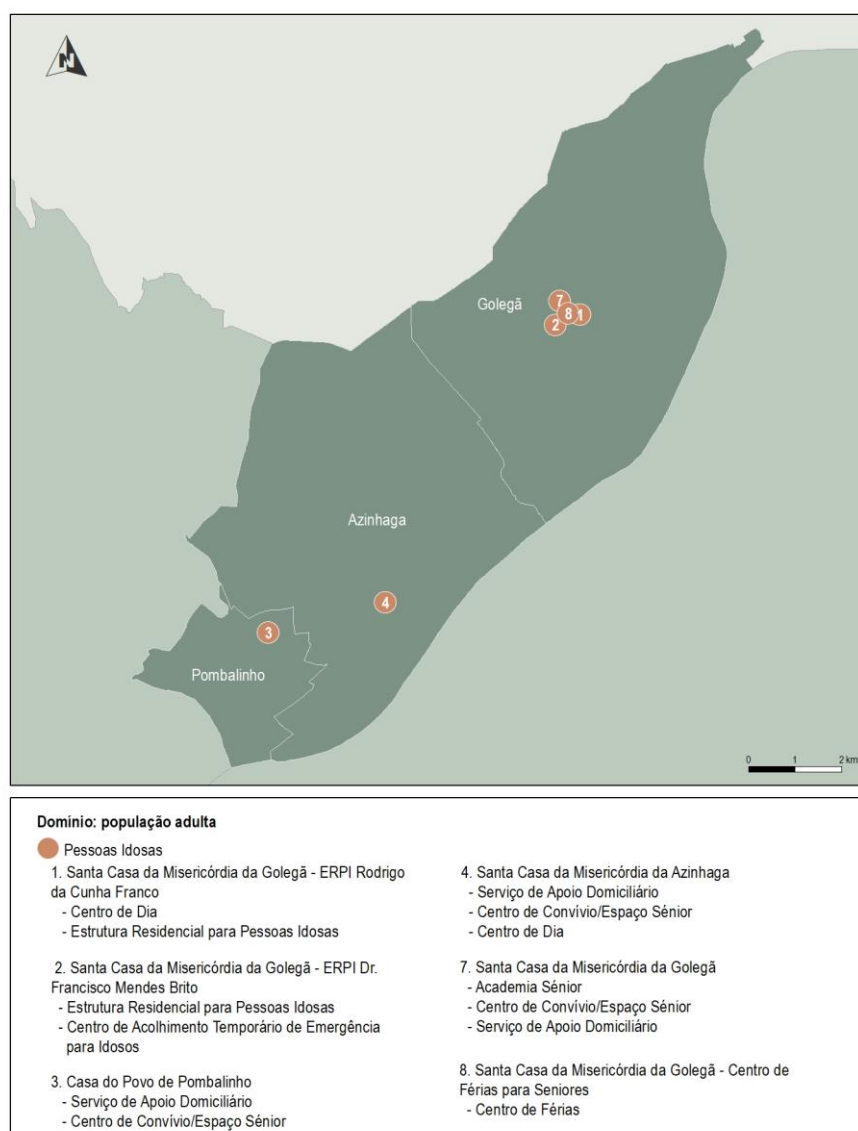 N
Golegã
7
8
1
2
Azinhaga
4
3
Pombalinho
0 1 2 km
Domínio: população adulta
Pessoas Idosas
1. Santa Casa da Misericórdia da Golegã - ERPI Rodrigo
da Cunha Franco
- Centro de Dia
- Estrutura Residencial para Pessoas Idosas
2. Santa Casa da Misericórdia da Golegã - ERPI Dr.
Francisco Mendes Brito
- Estrutura Residencial para Pessoas Idosas
- Centro de Acolhimento Temporário de Emergência
para Idosos
3. Casa do Povo de Pombalinho
- Serviço de Apoio Domiciliário
- Centro de Convívio/Espaço Sénior
4. Santa Casa da Misericórdia da Azinhaga
- Serviço de Apoio Domiciliário
- Centro de Convívio/Espaço Sénior
- Centro de Dia
7. Santa Casa da Misericórdia da Golegã
- Academia Sénior
- Centro de Convívio/Espaço Sénior
- Serviço de Apoio Domiciliário
8. Santa Casa da Misericórdia da Golegã - Centro de
Férias para Seniores
- Centro de Férias